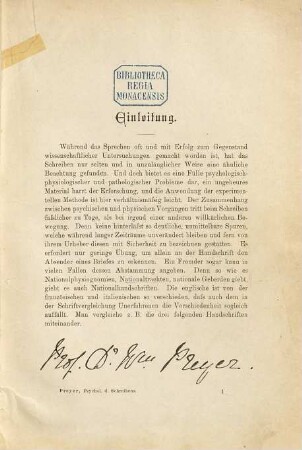 BIBLIOTHECA
REGIA
MONACENSIS
Einleitung.
Während das Sprechen oft und mit Erfolg zum Gegenstand
wissenschaftlicher Untersuchungen gemacht worden ist, hat das
Schreiben nur selten und in unzulänglicher Weise eine ähnliche
Beachtung gefunden. Und doch bietet es eine Fülle psychologisch-
physiologischer und pathologischer Probleme dar, ein ungeheures
Material harrt der Erforschung, und die Anwendung der experimen-
tellen Methode ist hier verhältnismäßig leicht. Der Zusammenhang
zwischen psychischen und physischen Vorgängen tritt beim Schreiben
faßlicher zu Tage, als bei irgend einer anderen willkürlichen Be-
wegung. Denn keine hinterläßt so deutliche, unmittelbare Spuren,
welche während langer Zeiträume unverändert bleiben und fern von
ihrem Urheber diesen mit Sicherheit zu bezeichnen gestatten. Es
erfordert nur geringe Übung, um allein an der Handschrift den
Absender eines Briefes zu erkennen. Ein Fremder sogar kann in
vielen Fällen dessen Abstammung angeben. Denn so wie es
Nationalphysiognomien, Nationaltrachten, nationale Geberden giebt,
giebt es auch Nationalhandschriften. Die englische ist von der
französischen und italienischen so verschieden, daß auch dem in
der Schriftvergleichung Unerfahrenen die Verschiedenheit sogleich
auffällt. Man vergleiche z. B. die drei folgenden Handschriften
miteinander.
Prof. Dr. Wm. Preyer.
Preyer, Psychol. d. Schreibens 1